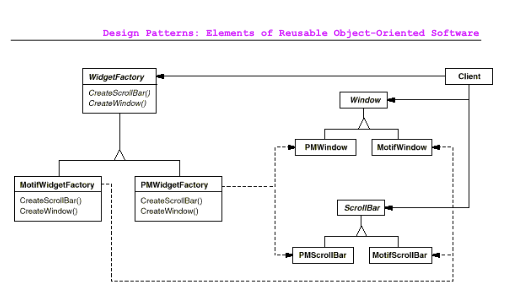 Design Patterns: Elements of Reusable Object-Oriented Software
WidgetFactory
CreateScrollBar()
CreateWindow()
Client
Window
PMWindow
MotifWindow
MotifWidgetFactory
CreateScrollBar()
CreateWindow()
PMWidgetFactory
CreateScrollBar()
CreateWindow()
ScrollBar
PMScrollBar
MotifScrollBar